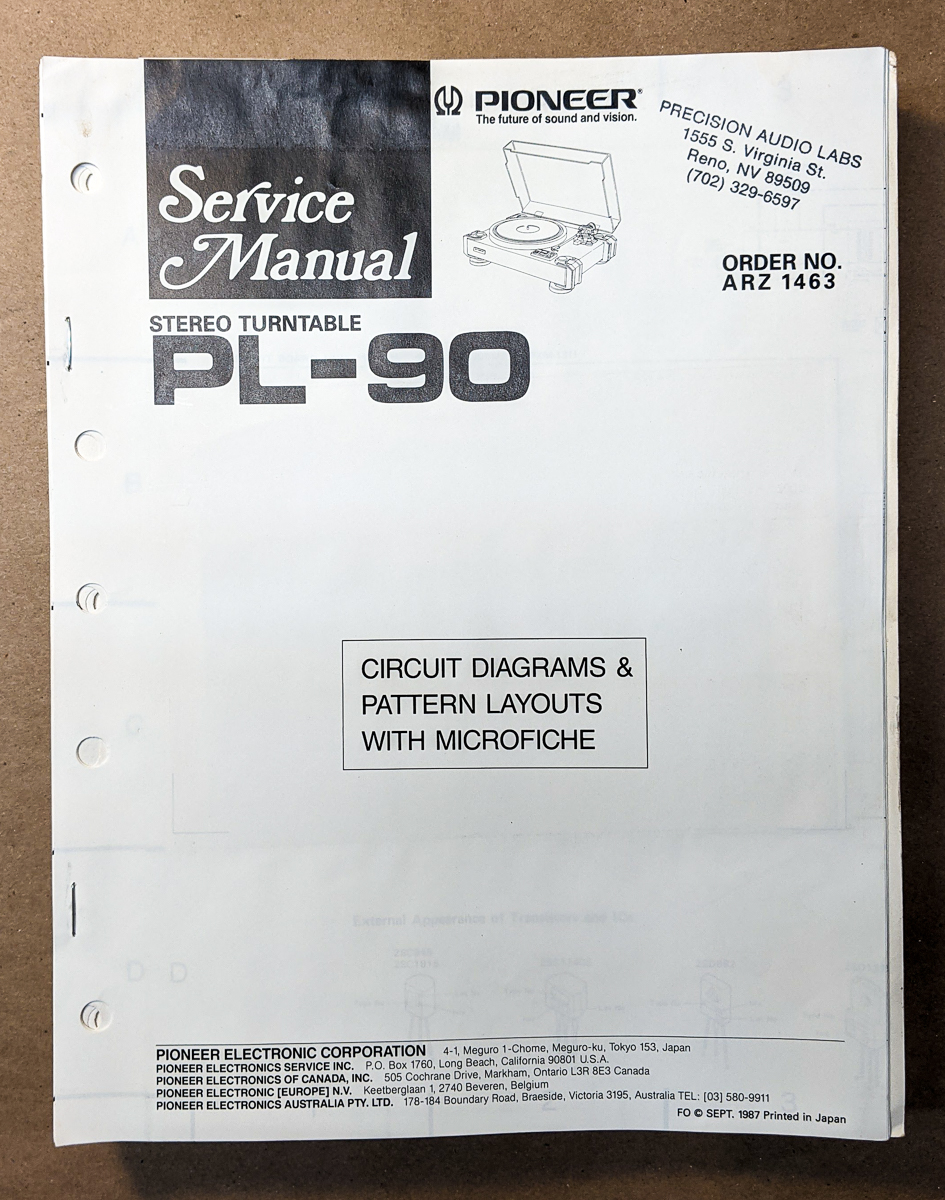 PIONEER®
The future of sound and vision.
PRECISION AUDIO LABS
1555 S. Virginia St.
Reno, NV 89509
(702) 329-6597
Service
Manual
ORDER NO.
ARZ 1463
STEREO TURNTABLE
PL-90
CIRCUIT DIAGRAMS &
PATTERN LAYOUTS
WITH MICROFICHE
External Appearance of Transistors and ICs.
D D
PIONEER ELECTRONIC CORPORATION 4-1, Meguro 1-Chome, Meguro-ku, Tokyo 153, Japan
PIONEER ELECTRONICS SERVICE INC. P.O. Box 1760, Long Beach, California 90801 U.S.A.
PIONEER ELECTRONICS OF CANADA, INC. 505 Cochrane Drive, Markham, Ontario L3R 8E3 Canada
PIONEER ELECTRONIC [EUROPE] N.V. Keetberglaan 1, 2740 Beveren, Belgium
PIONEER ELECTRONICS AUSTRALIA PTY. LTD. 178-184 Boundary Road, Braeside, Victoria 3195, Australia TEL: [03] 580-9911
FO © SEPT. 1987 Printed in Japan